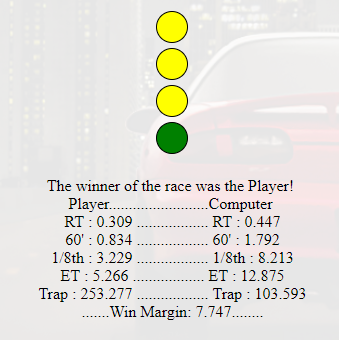 The winner of the race was the Player!
Player.........................Computer
RT : 0.309 .................. RT : 0.447
60' : 0.834 .................. 60' : 1.792
1/8th : 3.229 .................. 1/8th : 8.213
ET : 5.266 .................. ET : 12.875
Trap : 253.277 .................. Trap : 103.593
.......Win Margin: 7.747........